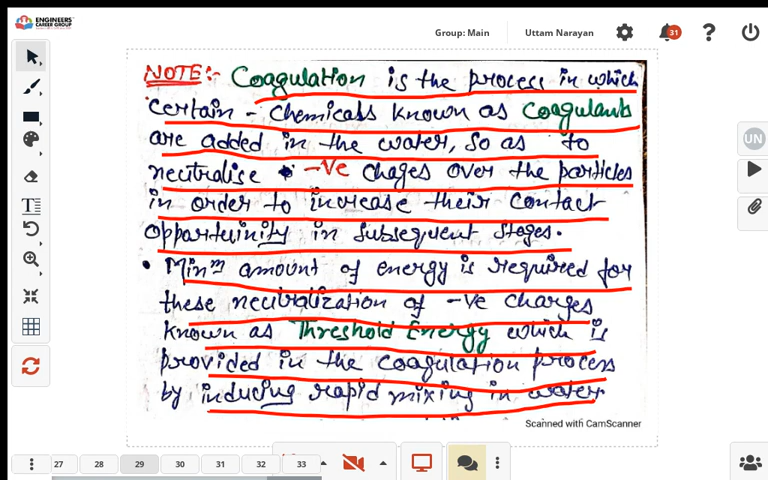 ENGINEERS
CAREER GROUP
Group: Main
Uttam Narayan
31
?
NOTE:- Coagulation is the process in which
certain - chemicals known as Coagulants
are added in the water, so as to
neutralise -ve chages over the particles
in order to increase their contact
opportuinity in subsequent stages.
• Minm amount of energy is required for
these neutralization of -ve charges
known as Threshold Energy which is
provided in the coagulation process
by inducing rapid mixing in water
Scanned with CamScanner
UN
T
27 28 29 30 31 32 33